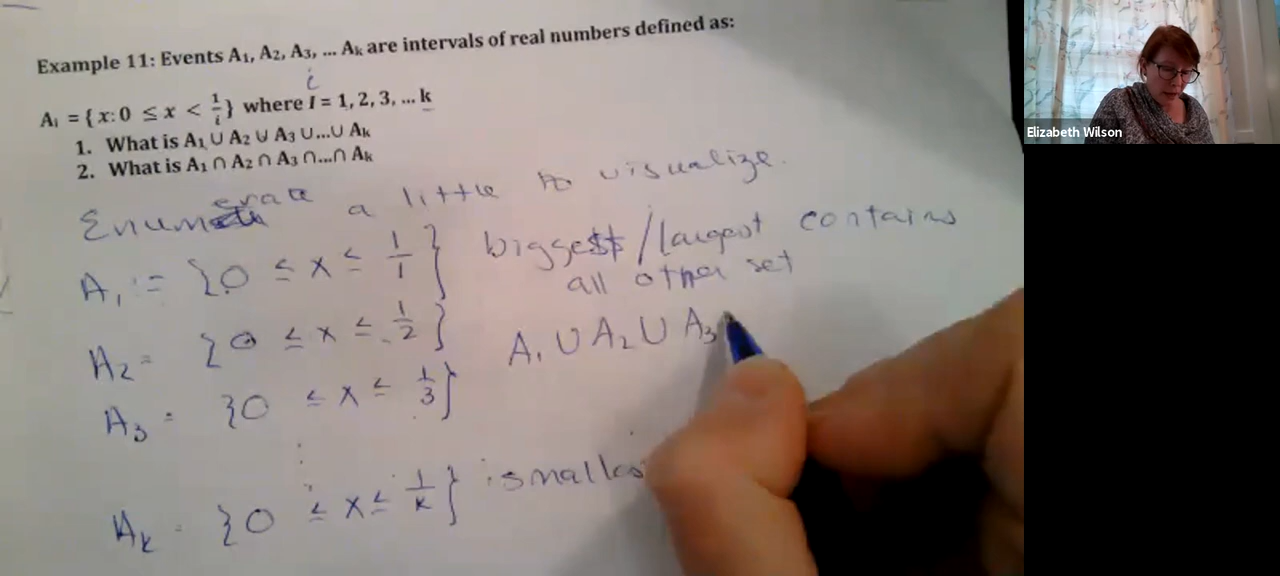 Example 11: Events A₁, A₂, A₃, ... Aₖ are intervals of real numbers defined as:
i
Aᵢ = { x: 0 ≤ x < 1/i } where I = 1, 2, 3, ... k
1. What is A₁ ∪ A₂ ∪ A₃ ∪...∪ Aₖ
2. What is A₁ ∩ A₂ ∩ A₃ ∩...∩ Aₖ
Enumerate a little to visualize.
A₁ := {0 ≤ x ≤ 1/1} biggest/largest contains
all other set
A₂ = {0 ≤ x ≤ 1/2}
A₁ ∪ A₂ ∪ A₃
A₃ = {0 ≤ x ≤ 1/3}
⋮
Aₖ = {0 ≤ x ≤ 1/k}
Elizabeth Wilson